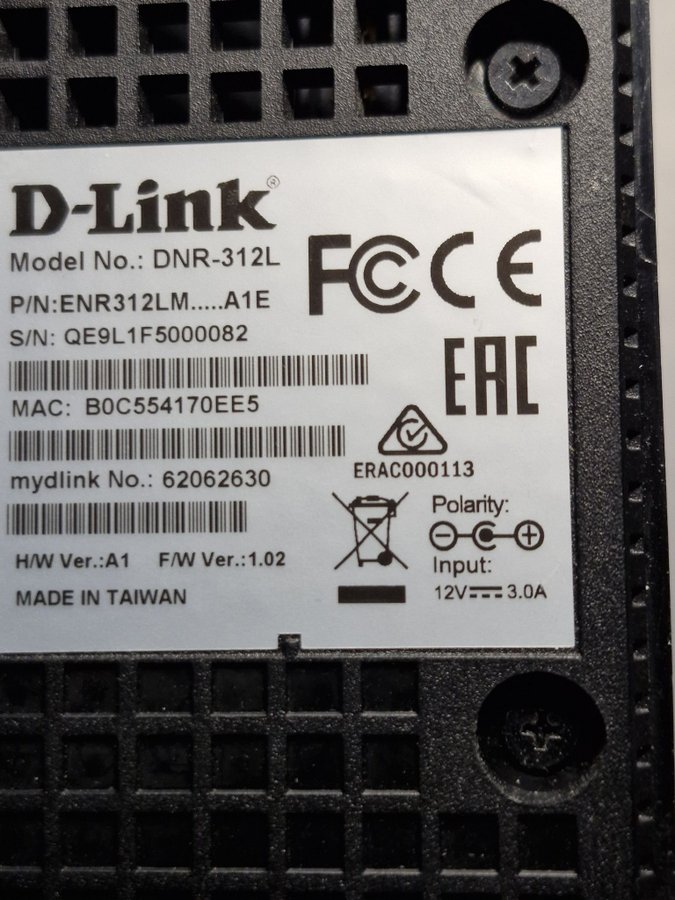 D-Link®
Model No.: DNR-312L
P/N:ENR312LM.....A1E
S/N: QE9L1F5000082
MAC: B0C554170EE5
mydlink No.: 62062630
H/W Ver.:A1 F/W Ver.:1.02
MADE IN TAIWAN
FC CE
EAC
ERAC000113
Polarity:
Input:
12V 3.0A